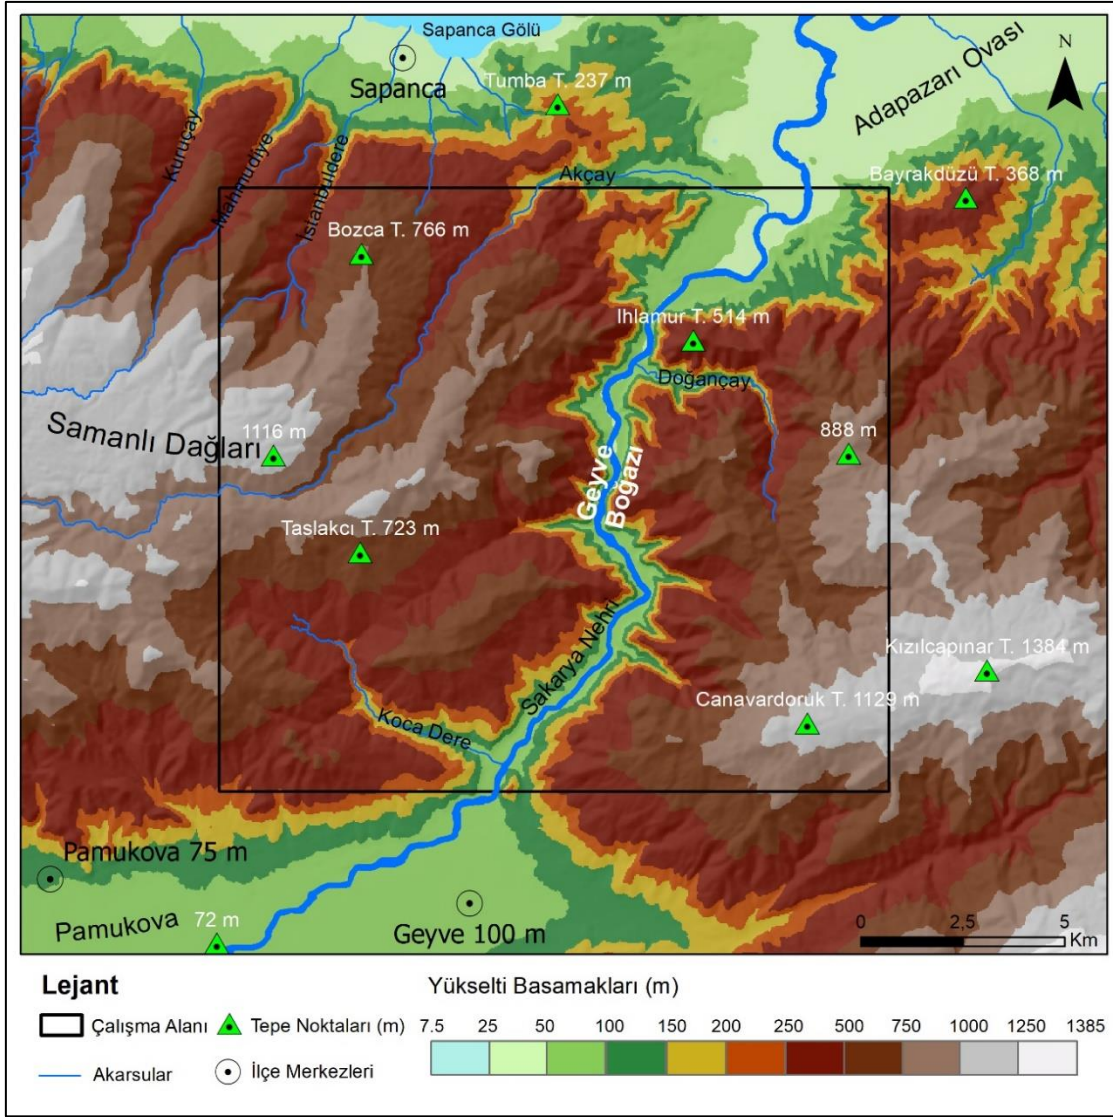 Sapanca Gölü
N
Sapanca
Tumba T. 237 m
Adapazarı Ovası
Kuruçay
Mahmudiye
İstanbuldere
Akçay
Bayrakdüzü T. 368 m
Bozca T. 766 m
Ihlamur T. 514 m
Doğançay
Samanlı Dağları
1116 m
888 m
Geyve
Boğazı
Taslakcı T. 723 m
Sakarya Nehri
Kızılcapınar T. 1384 m
Canavardoruk T. 1129 m
Koca Dere
Pamukova 75 m
Pamukova
72 m
Geyve 100 m
0 2,5 5
Km
Lejant
Çalışma Alanı
Tepe Noktaları (m)
Akarsular
İlçe Merkezleri
Yükselti Basamakları (m)
7.5 25 50 100 150 200 250 500 750 1000 1250 1385